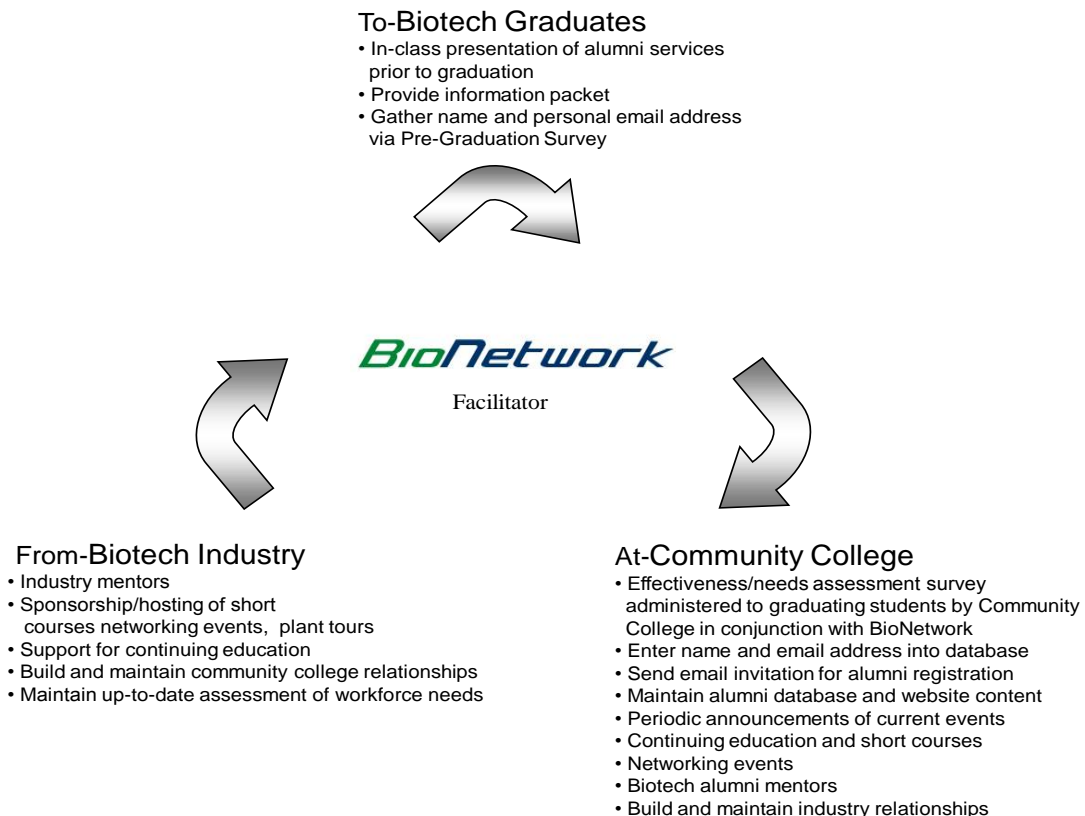 To-Biotech Graduates
• In-class presentation of alumni services
prior to graduation
• Provide information packet
• Gather name and personal email address
via Pre-Graduation Survey
BioNetwork
Facilitator
From-Biotech Industry
• Industry mentors
• Sponsorship/hosting of short
courses networking events, plant tours
• Support for continuing education
• Build and maintain community college relationships
• Maintain up-to-date assessment of workforce needs
At-Community College
• Effectiveness/needs assessment survey
administered to graduating students by Community
College in conjunction with BioNetwork
• Enter name and email address into database
• Send email invitation for alumni registration
• Maintain alumni database and website content
• Periodic announcements of current events
• Continuing education and short courses
• Networking events
• Biotech alumni mentors
• Build and maintain industry relationships